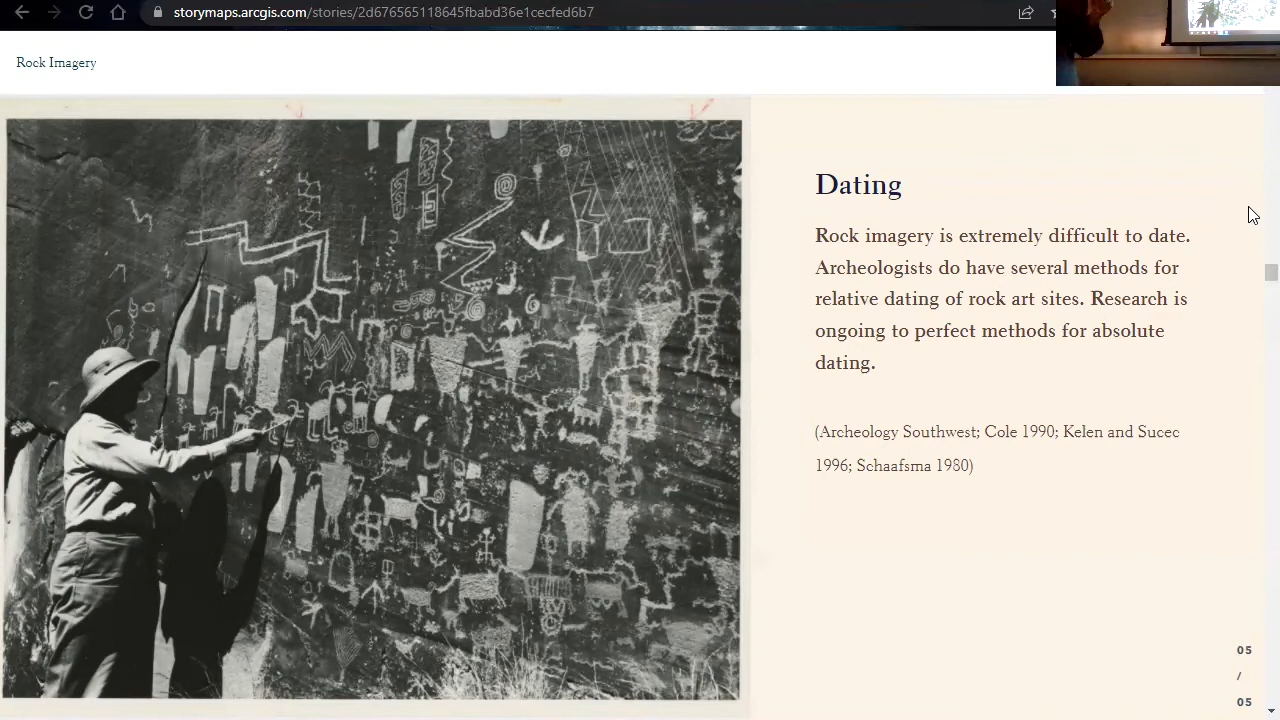 storymaps.arcgis.com/stories/2d676565118645fbabd36e1cecfed6b7
Rock Imagery
Dating
Rock imagery is extremely difficult to date.
Archeologists do have several methods for
relative dating of rock art sites. Research is
ongoing to perfect methods for absolute
dating.
(Archeology Southwest; Cole 1990; Kelen and Sucec
1996; Schaafsma 1980)
05
/
05